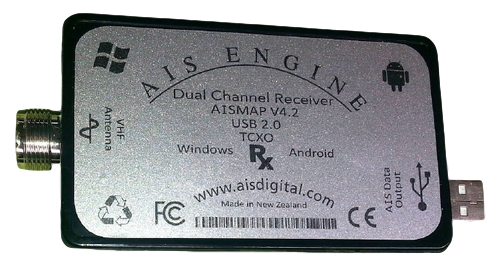 AIS ENGINE
Dual Channel Receiver
AISMAP V4.2
USB 2.0
TCXO
Windows Rx Android
VHF
Antenna
AIS Data
Output
www.aisdigital.com
Made in New Zealand
FC CE